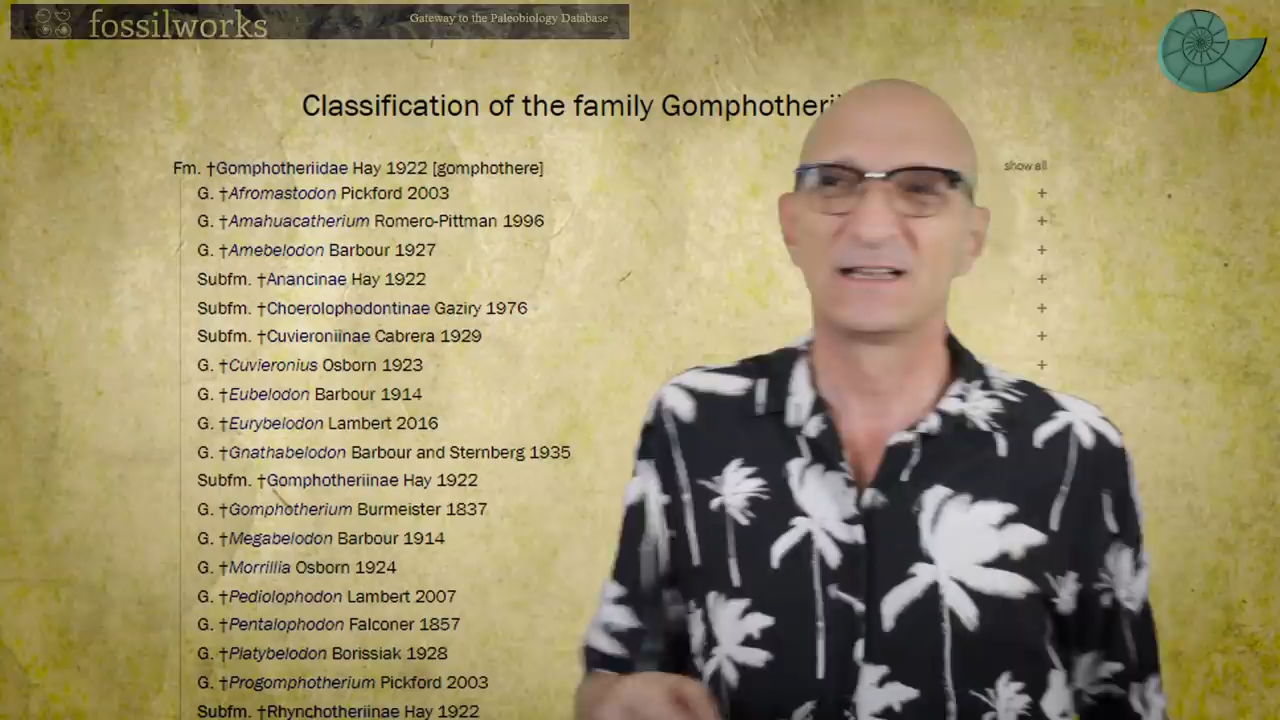 fossilworks
Gateway to the Paleobiology Database
Classification of the family
Fm. †Gomphotheriidae Hay 1922 [gomphothere]
show all
G. †Afromastodon Pickford 2003
+
G. †Amahuacatherium Romero-Pittman 1996
+
G. †Amebelodon Barbour 1927
+
Subfm. †Anancinae Hay 1922
+
Subfm. †Choerolophodontinae Gaziry 1976
+
Subfm. †Cuvieroniinae Cabrera 1929
+
G. †Cuvieronius Osborn 1923
+
G. †Eubelodon Barbour 1914
G. †Eurybelodon Lambert 2016
G. †Gnathabelodon Barbour and Sternberg 1935
Subfm. †Gomphotheriinae Hay 1922
G. †Gomphotherium Burmeister 1837
G. †Megabelodon Barbour 1914
G. †Morrillia Osborn 1924
G. †Pediolophodon Lambert 2007
G. †Pentalophodon Falconer 1857
G. †Platybelodon Borissiak 1928
G. †Progomphotherium Pickford 2003
Subfm. †Rhynchotheriinae Hay 1922